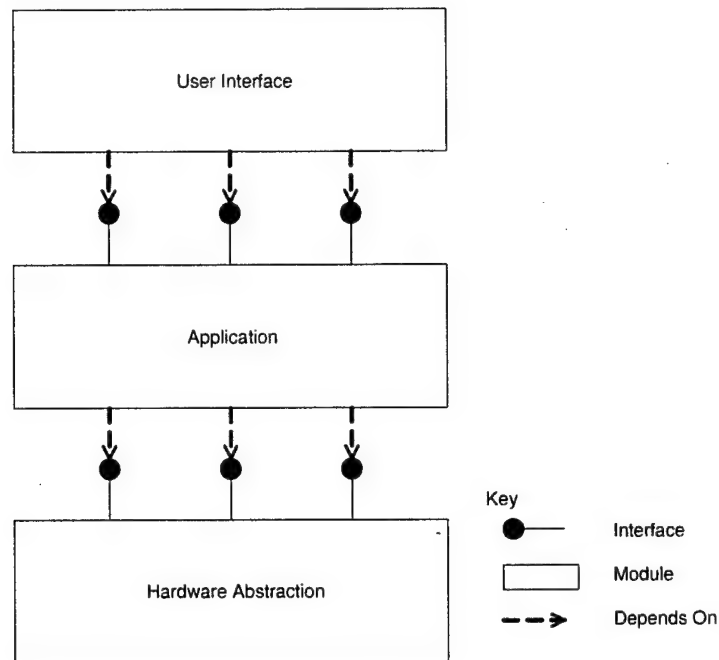 User Interface
Application
Hardware Abstraction
Key
Interface
Module
Depends On